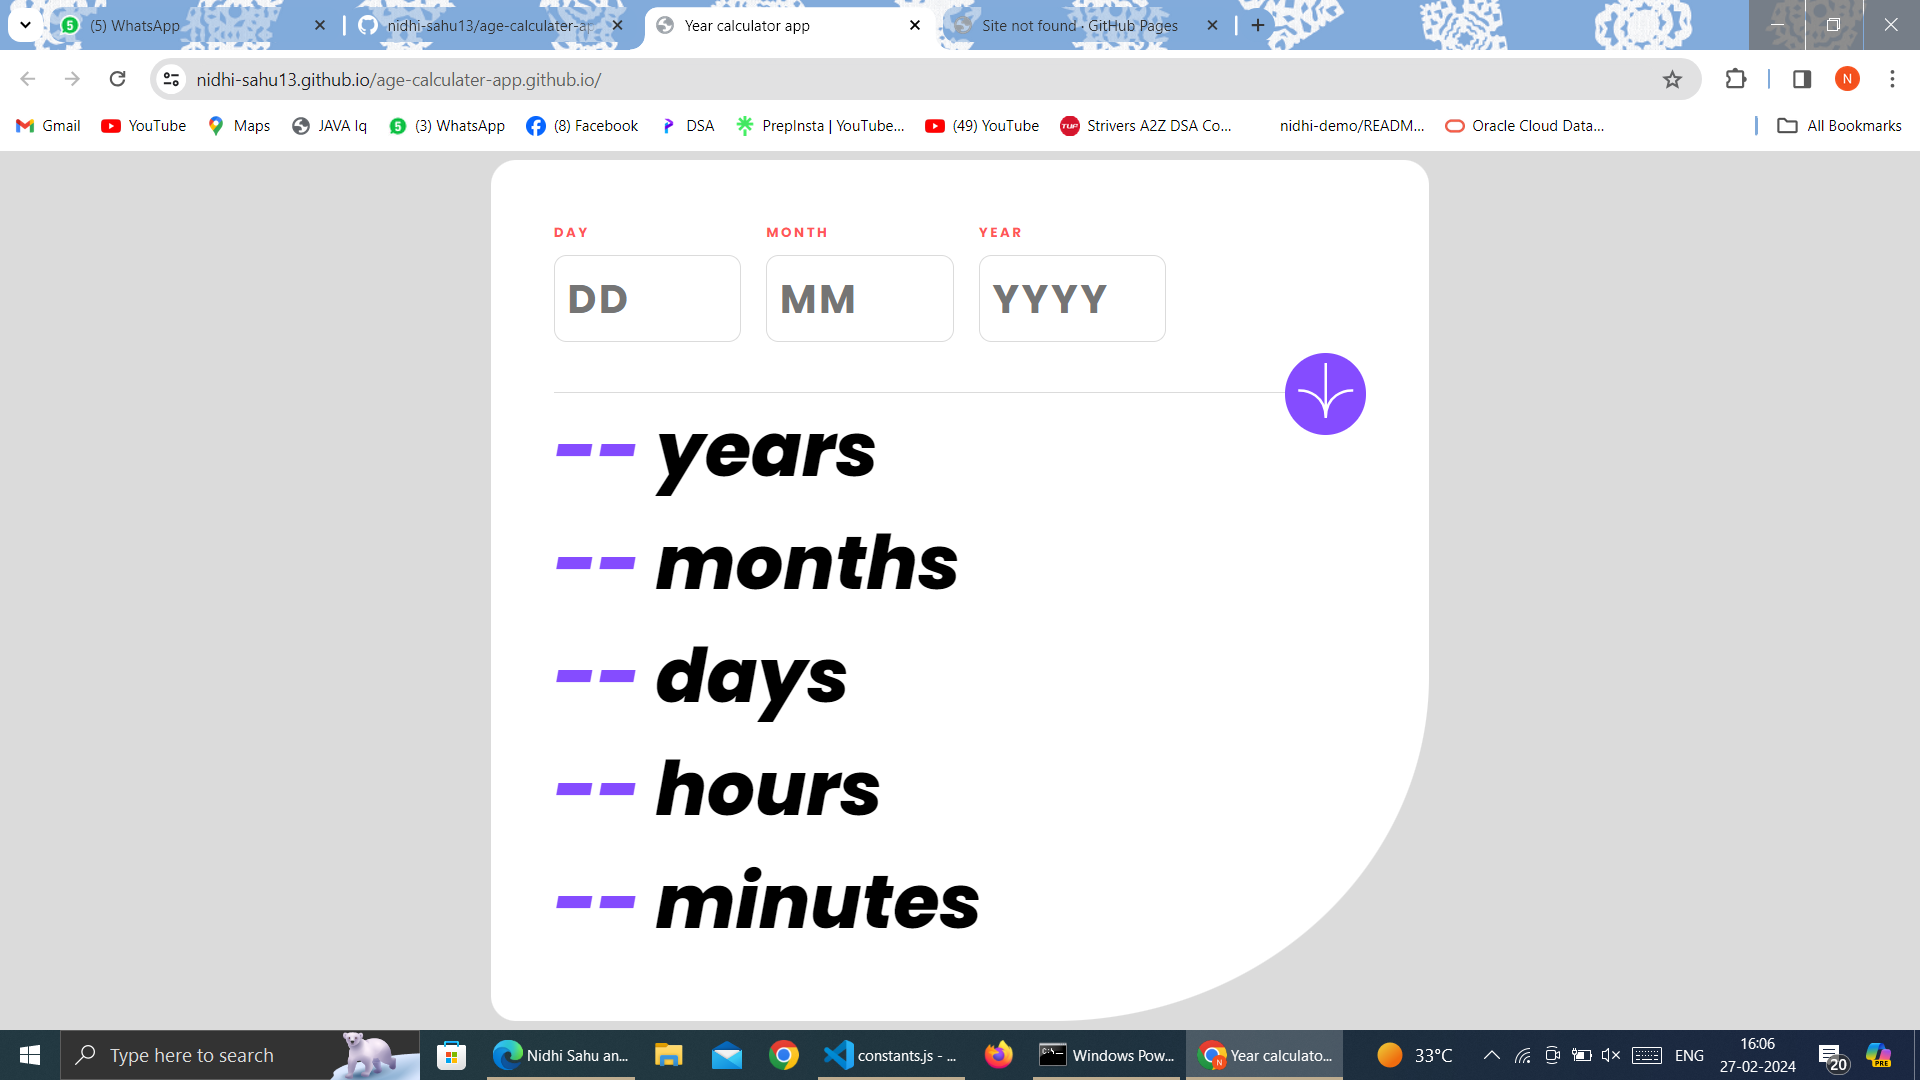 (5) WhatsApp
nidhi-sahu13/age-calculater-ap
Year calculator app
Site not found · GitHub Pages
nidhi-sahu13.github.io/age-calculater-app.github.io/
N
Gmail
YouTube
Maps
JAVA Iq
(3) WhatsApp
(8) Facebook
DSA
PrepInsta | YouTube...
(49) YouTube
Strivers A2Z DSA Co...
nidhi-demo/READM...
Oracle Cloud Data...
All Bookmarks
DAY MONTH YEAR
DD MM YYYY
-- years
-- months
-- days
-- hours
-- minutes
Type here to search
Nidhi Sahu an...
constants.js - ...
Windows Pow...
Year calculato...
33°C
ENG
16:06
27-02-2024
20
PRE